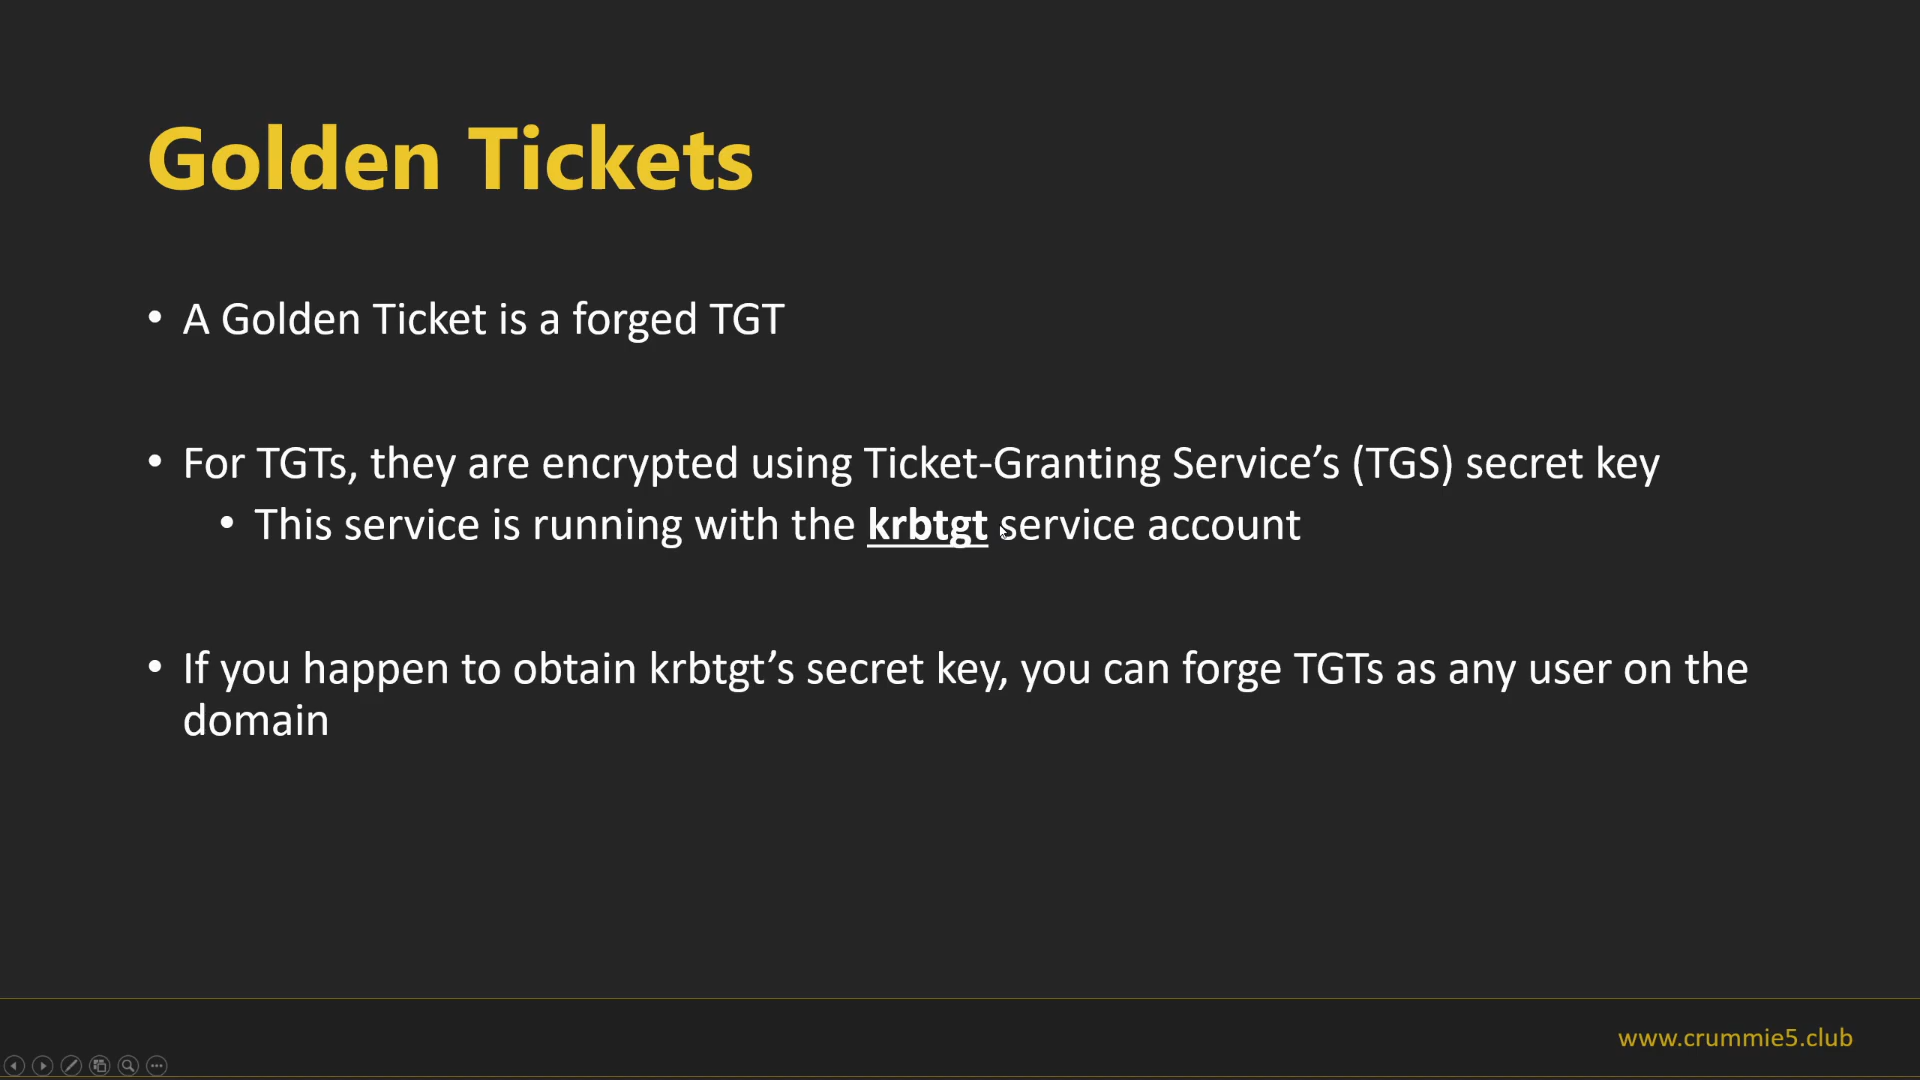 Golden Tickets
• A Golden Ticket is a forged TGT
• For TGTs, they are encrypted using Ticket-Granting Service’s (TGS) secret key
• This service is running with the krbtgt service account
• If you happen to obtain krbtgt’s secret key, you can forge TGTs as any user on the
domain
www.crummie5.club